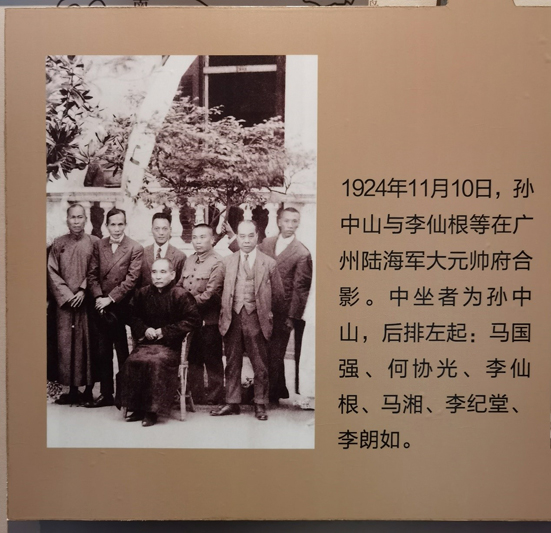 1924年11月10日，孙
中山与李仙根等在广
州陆海军大元帅府合
影。中坐者为孙中
山，后排左起：马国
强、何协光、李仙
根、马湘、李纪堂、
李朗如。